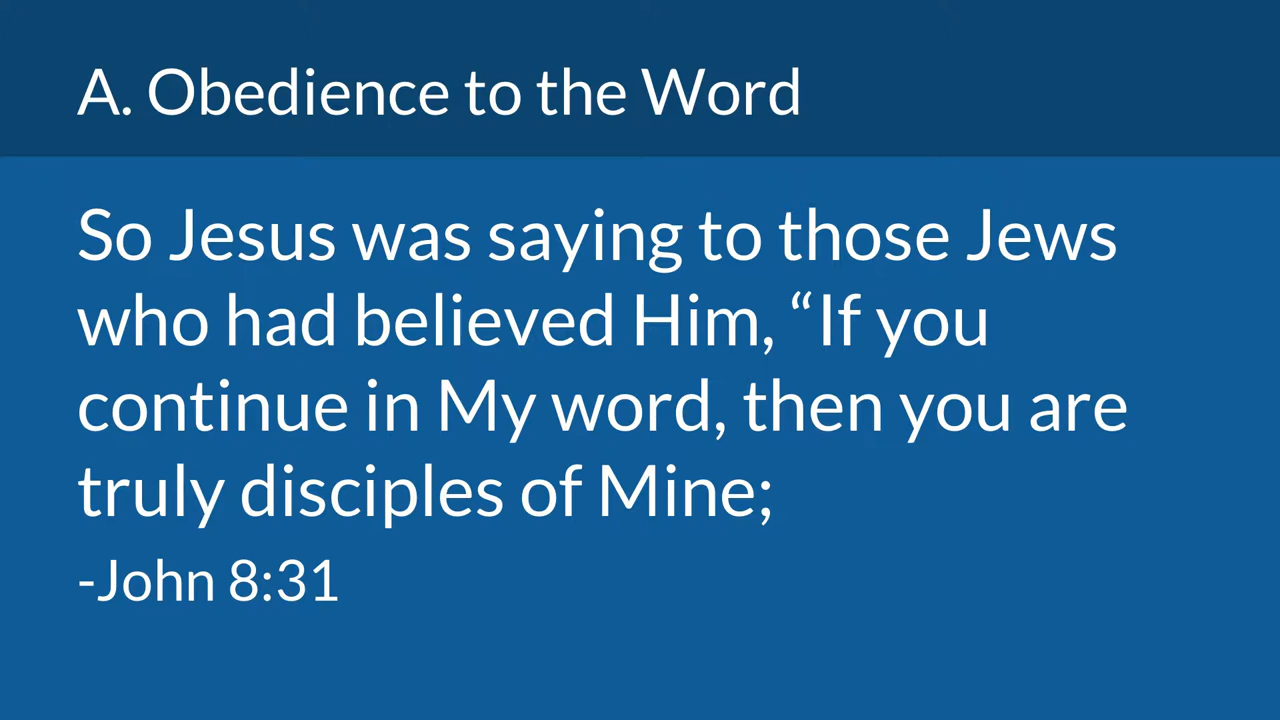 A. Obedience to the Word
So Jesus was saying to those Jews
who had believed Him, “If you
continue in My word, then you are
truly disciples of Mine;
-John 8:31